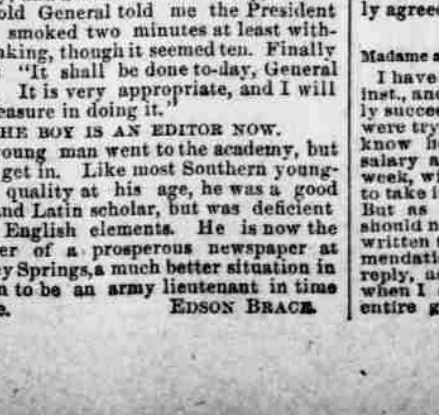 old General told me the President
smoked two minutes at least with-
nking, though it seemed ten. Finally
"It shall be done to-day, General
It is very appropriate, and I will
easure in doing it."
HE BOY IS AN EDITOR NOW.
young man went to the academy, but
get in. Like most Southern young-
quality at his age, he was a good
and Latin scholar, but was deficient
English elements. He is now the
er of a prosperous newspaper at
ey Springs, a much better situation in
n to be an army lieutenant in time
e. EDSON BRACE.
ly agree
Madame a
I have
inst., and
ly succe
were try
know h
salary a
week, wi
to take i
But as
should n
written
mendati
reply, a
when I
entire g